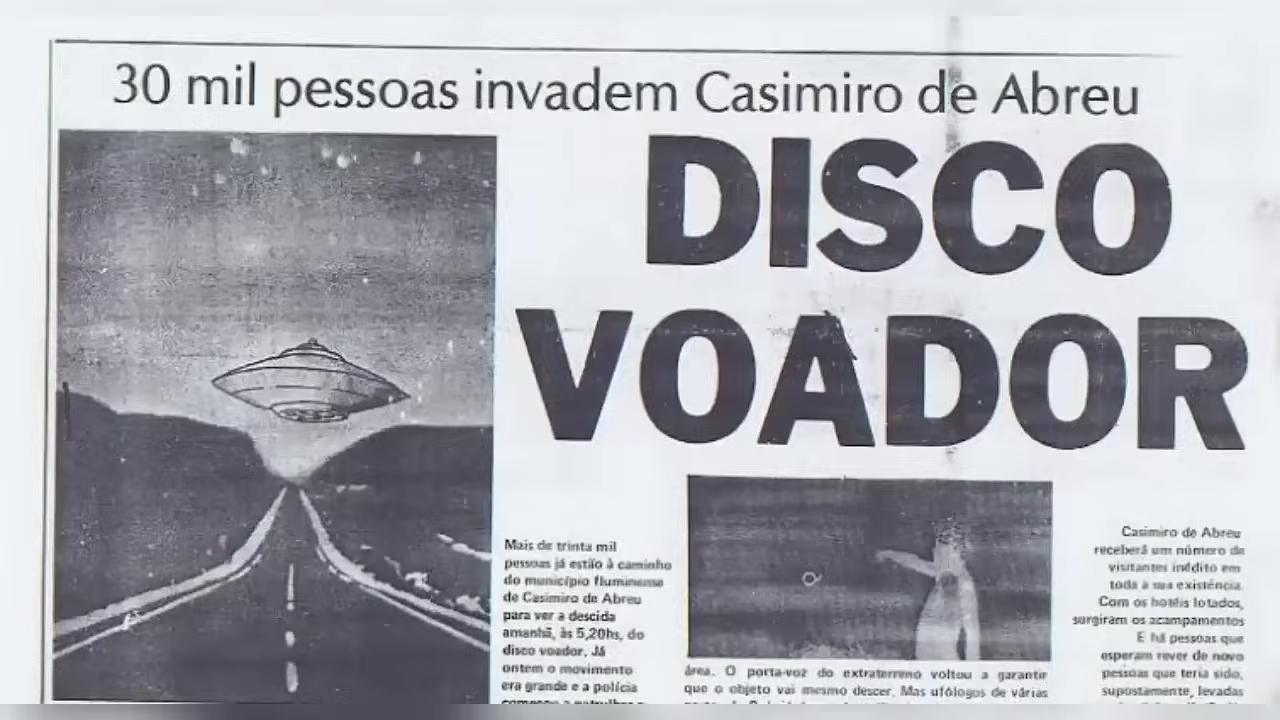 30 mil pessoas invadem Casimiro de Abreu
DISCO
VOADOR
Mais de trinta mil
pessoas já estão à caminho
do município fluminense
de Casimiro de Abreu
para ver a descida
amanhã, às 5,20hs, do
disco voador. Já
ontem o movimento
era grande e a polícia
área. O porta-voz do extraterreno voltou a garantir
que o objeto vai mesmo descer. Mas ufólogos de várias
Casimiro de Abreu
receberá um número de
visitantes inédito em
toda a sua existência.
Com os hotéis lotados,
surgiram os acampamentos
E há pessoas que
esperam rever de novo
pessoas que teria sido,
supostamente, levadas